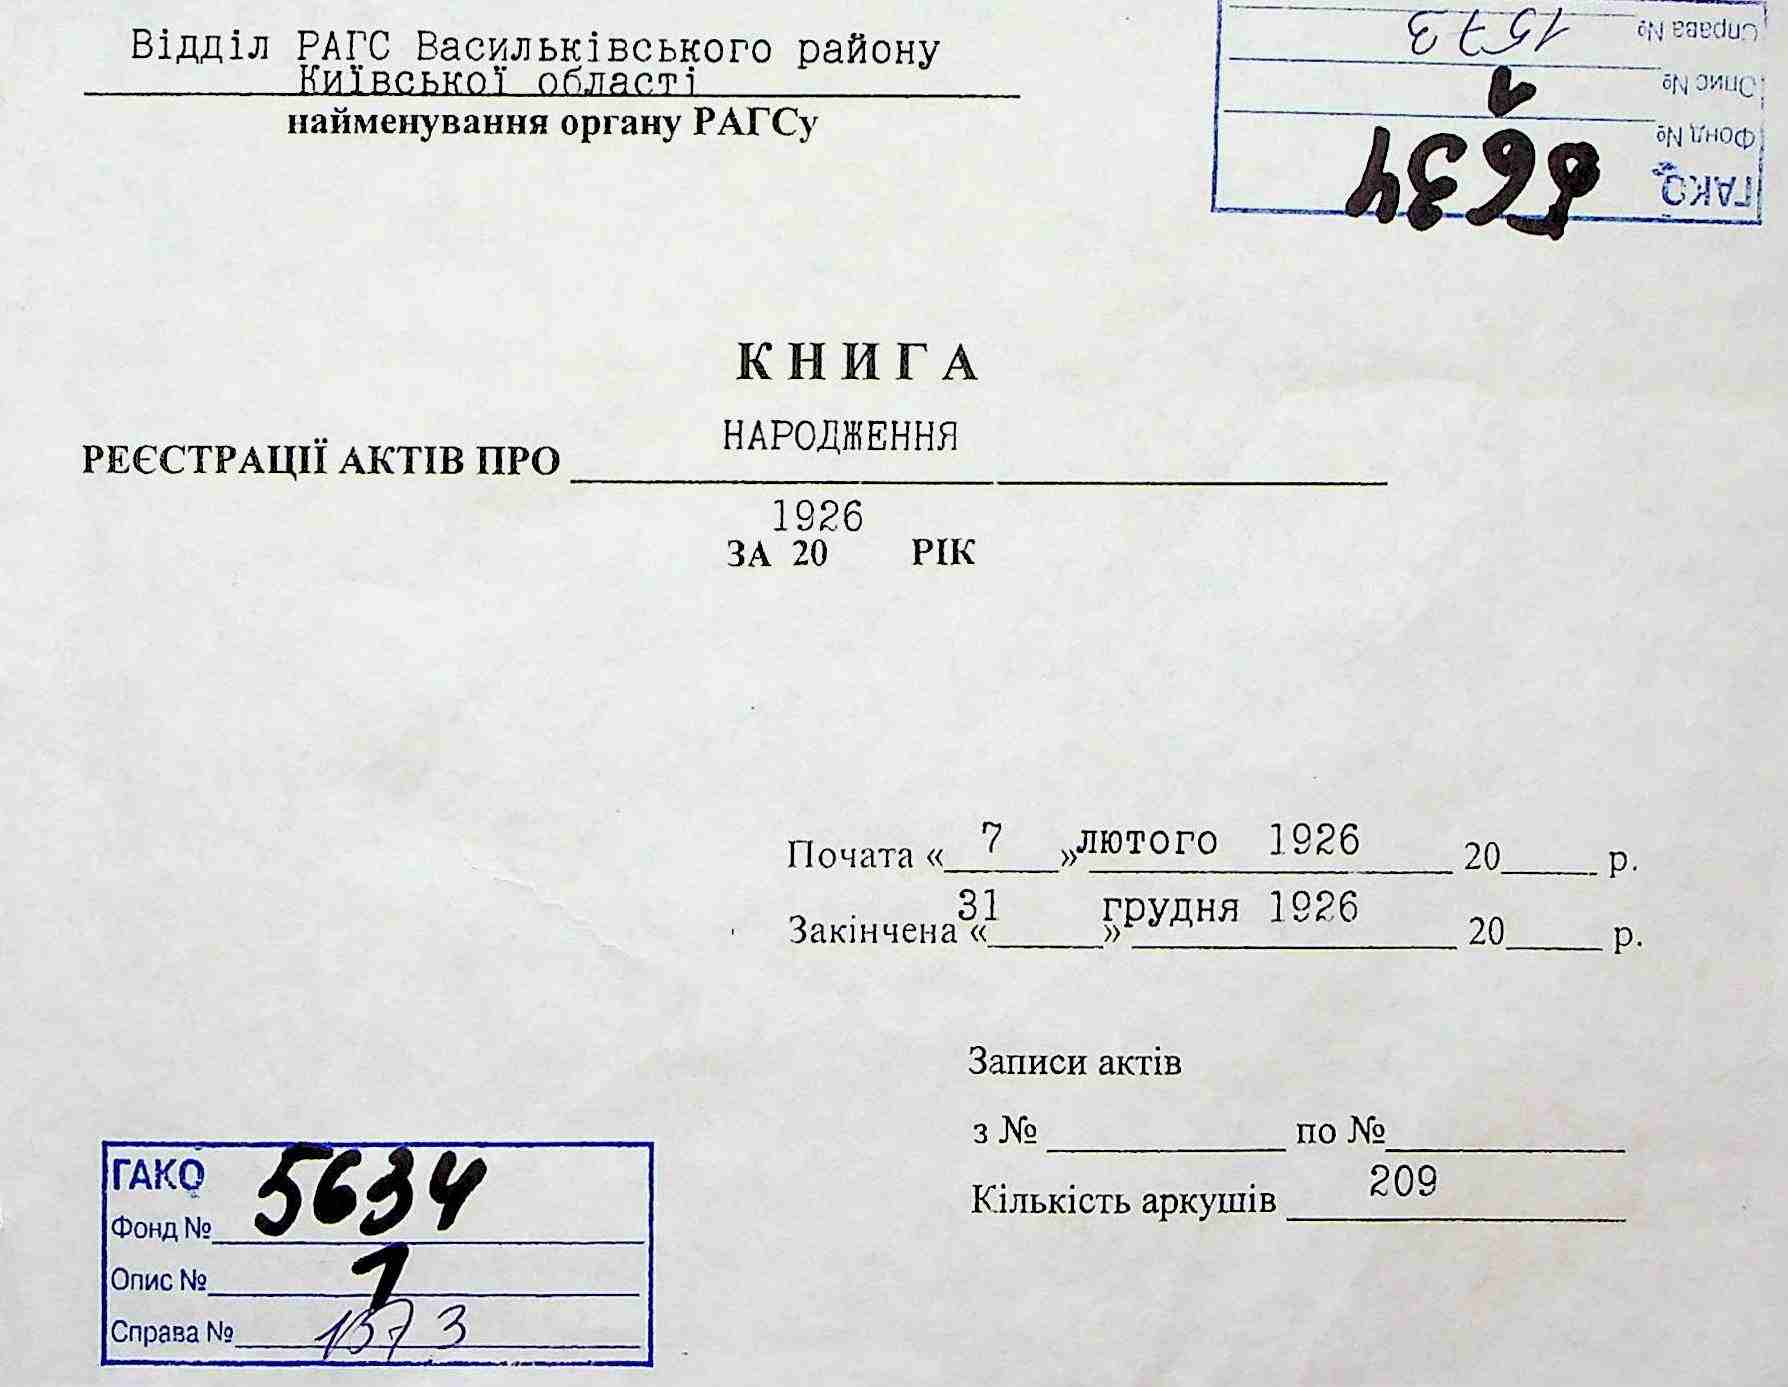 Відділ РАГС Васильківського району
Київської області
найменування органу РАГСу
Справа № 1573
Опис № 1
Фонд № 5634
ГАКО
КНИГА
РЕЄСТРАЦІЇ АКТІВ ПРО НАРОДЖЕННЯ
1926
ЗА 20 РІК
Почата « 7 » лютого 1926 20 р.
Закінчена « 31 » грудня 1926 20 р.
Записи актів
з № по №
Кількість аркушів 209
ГАКО
Фонд № 5634
Опис № 1
Справа № 1573